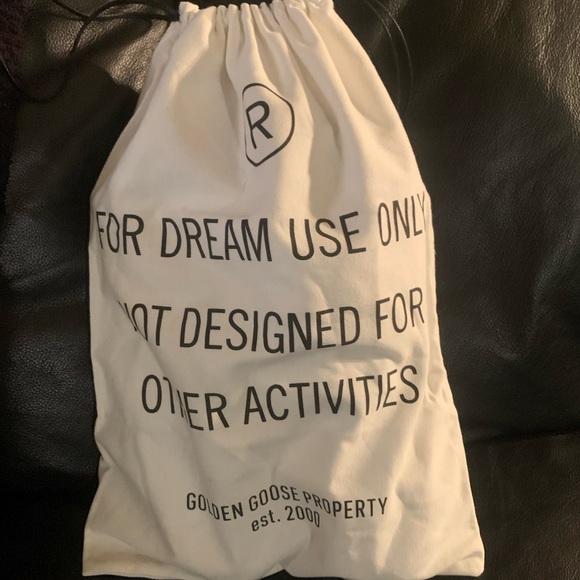 R
FOR DREAM USE ONLY
NOT DESIGNED FOR
OTHER ACTIVITIES
GOLDEN GOOSE PROPERTY
est. 2000